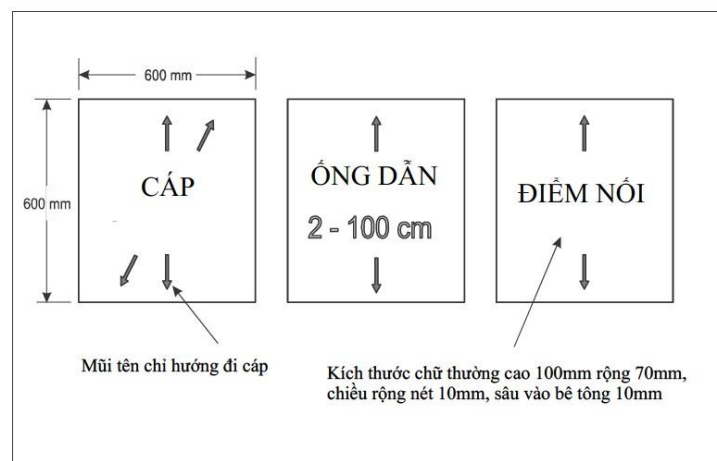 600 mm
600 mm
CÁP
ỐNG DẪN
2 - 100 cm
ĐIỂM NỐI
Mũi tên chỉ hướng đi cáp
Kích thước chữ thường cao 100mm rộng 70mm,
chiều rộng nét 10mm, sâu vào bê tông 10mm